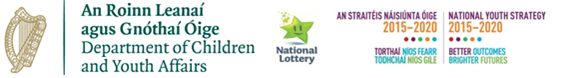 An Roinn Leanaí
agus Gnóthaí Óige
Department of Children
and Youth Affairs
National
Lottery
AN STRAITÉIS NÁISIÚNTA ÓIGE
2015–2020
TORTHAÍ NÍOS FEARR
TODHCHAÍ NÍOS GILE
NATIONAL YOUTH STRATEGY
2015–2020
BETTER OUTCOMES
BRIGHTER FUTURES